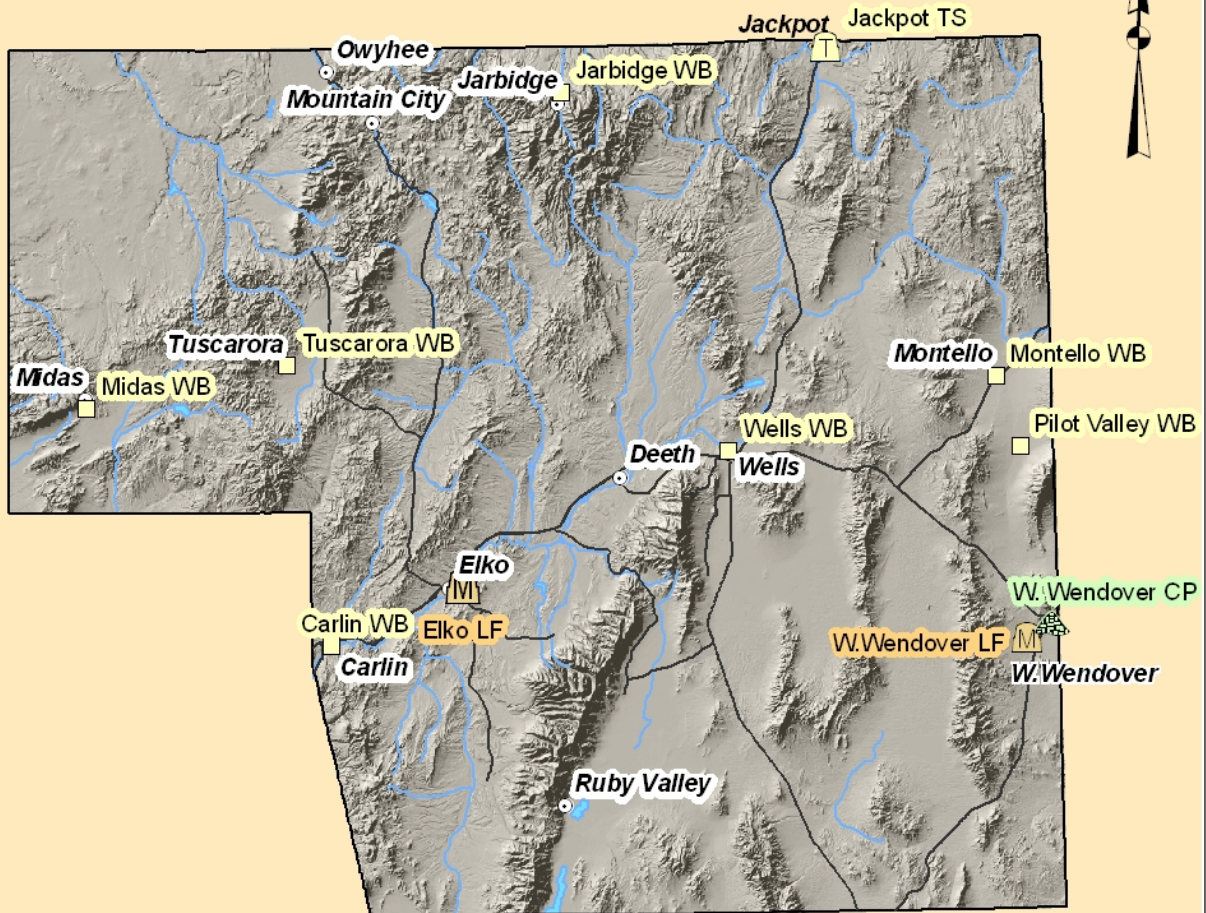 Jackpot
Jackpot TS
T
Owyhee
Jarbidge
Jarbidge WB
Mountain City
Tuscarora
Tuscarora WB
Montello
Montello WB
Midas
Midas WB
Pilot Valley WB
Wells WB
Deeth
Wells
Elko
M
W. Wendover CP
Carlin WB
Elko LF
W.Wendover LF
M
Carlin
W.Wendover
Ruby Valley